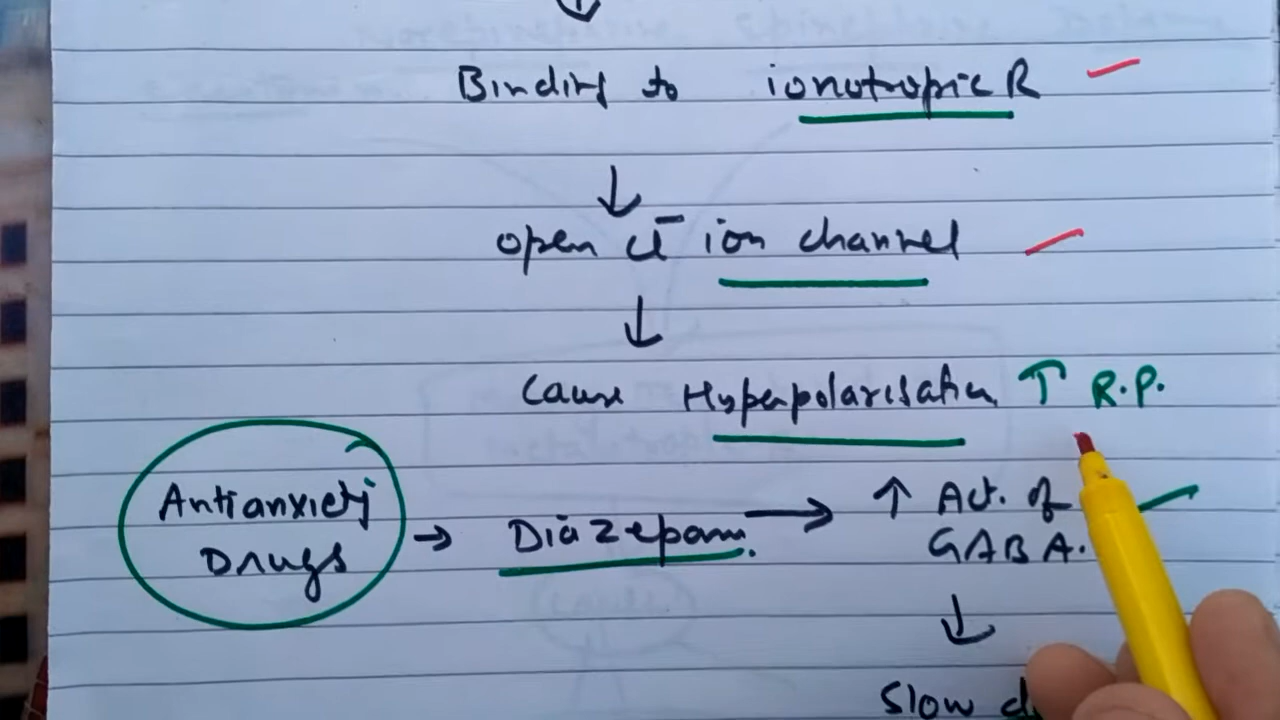 Binding to ionotropic R
open Cl⁻ ion channel
Cause Hyperpolarisation ↑ R.P.
Antianxiety
Drugs
→ Diazepam. → ↑ Act. of
GABA.
Slow